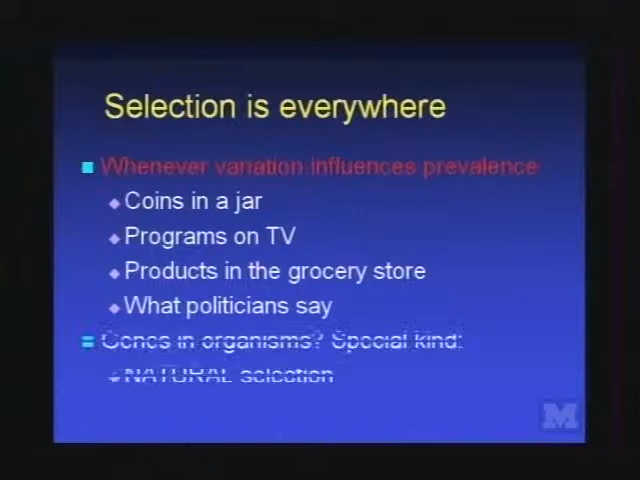 Selection is everywhere
Whenever variation influences prevalence
Coins in a jar
Programs on TV
Products in the grocery store
What politicians say
Genes in organisms? Special kind:
NATURAL selection
M